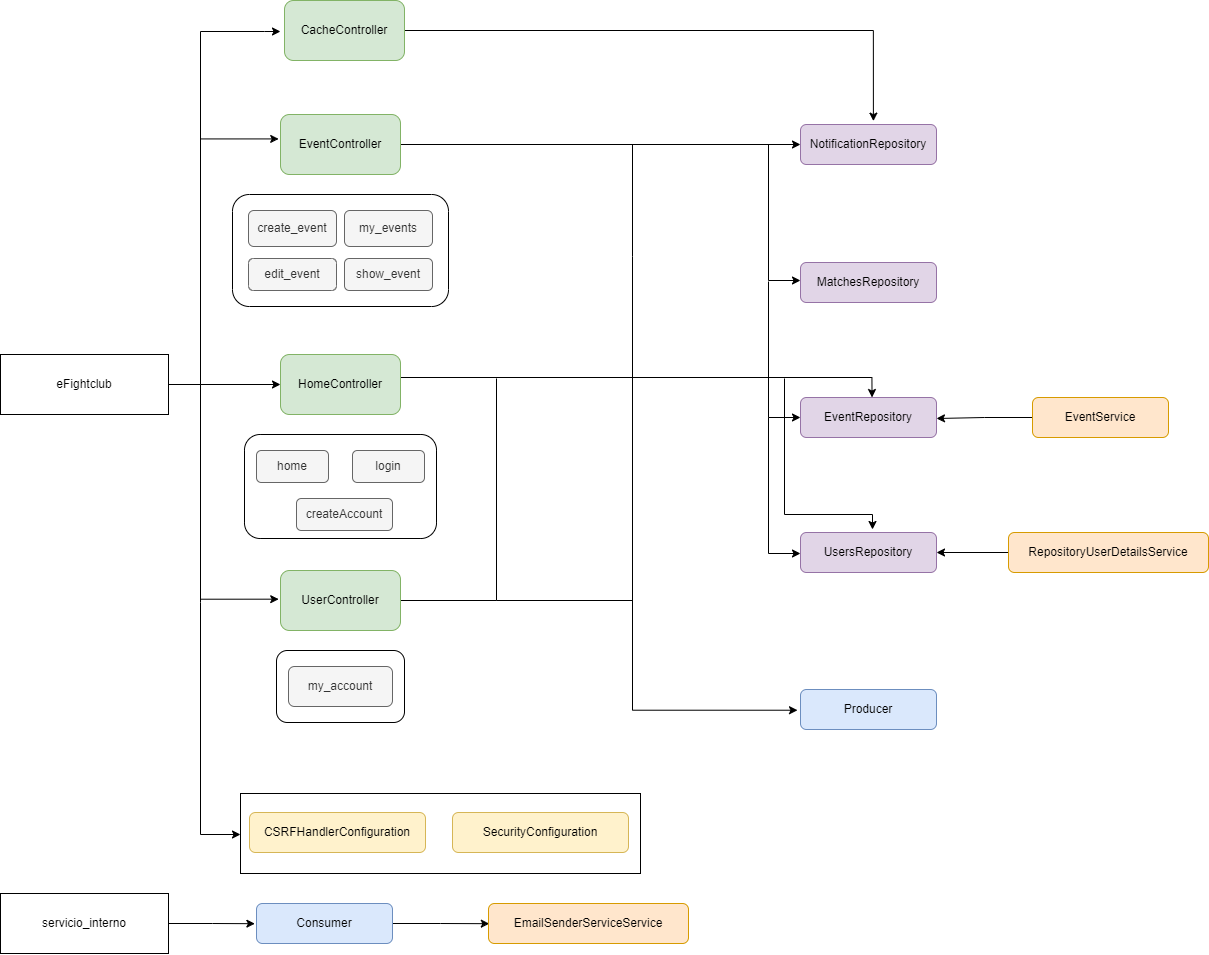 CacheController
EventController
NotificationRepository
create_event
my_events
edit_event
show_event
MatchesRepository
eFightclub
HomeController
EventRepository
EventService
home
login
createAccount
UsersRepository
RepositoryUserDetailsService
UserController
my_account
Producer
CSRFHandlerConfiguration
SecurityConfiguration
servicio_interno
Consumer
EmailSenderServiceService